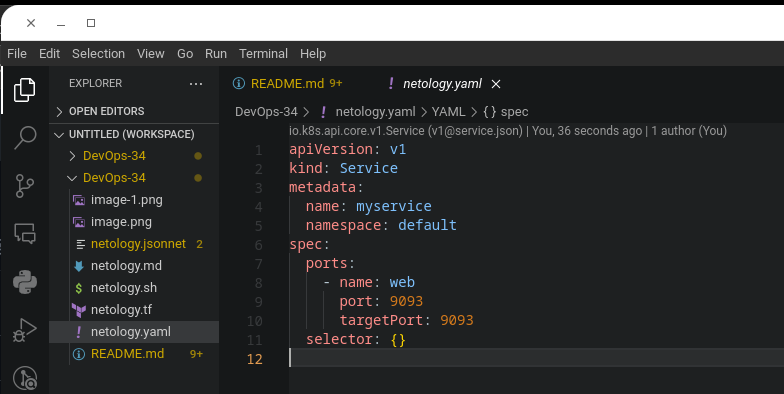 File Edit Selection View Go Run Terminal Help
EXPLORER ...
OPEN EDITORS
UNTITLED (WORKSPACE)
DevOps-34
DevOps-34
image-1.png
image.png
netology.jsonnet 2
netology.md
netology.sh
netology.tf
netology.yaml
README.md 9+
README.md 9+ netology.yaml
DevOps-34 > netology.yaml > YAML > {} spec
io.k8s.api.core.v1.Service (v1@service.json) | You, 36 seconds ago | 1 author (You)
1 apiVersion: v1
2 kind: Service
3 metadata:
4   name: myservice
5   namespace: default
6 spec:
7   ports:
8     - name: web
9       port: 9093
10       targetPort: 9093
11   selector: {}
12